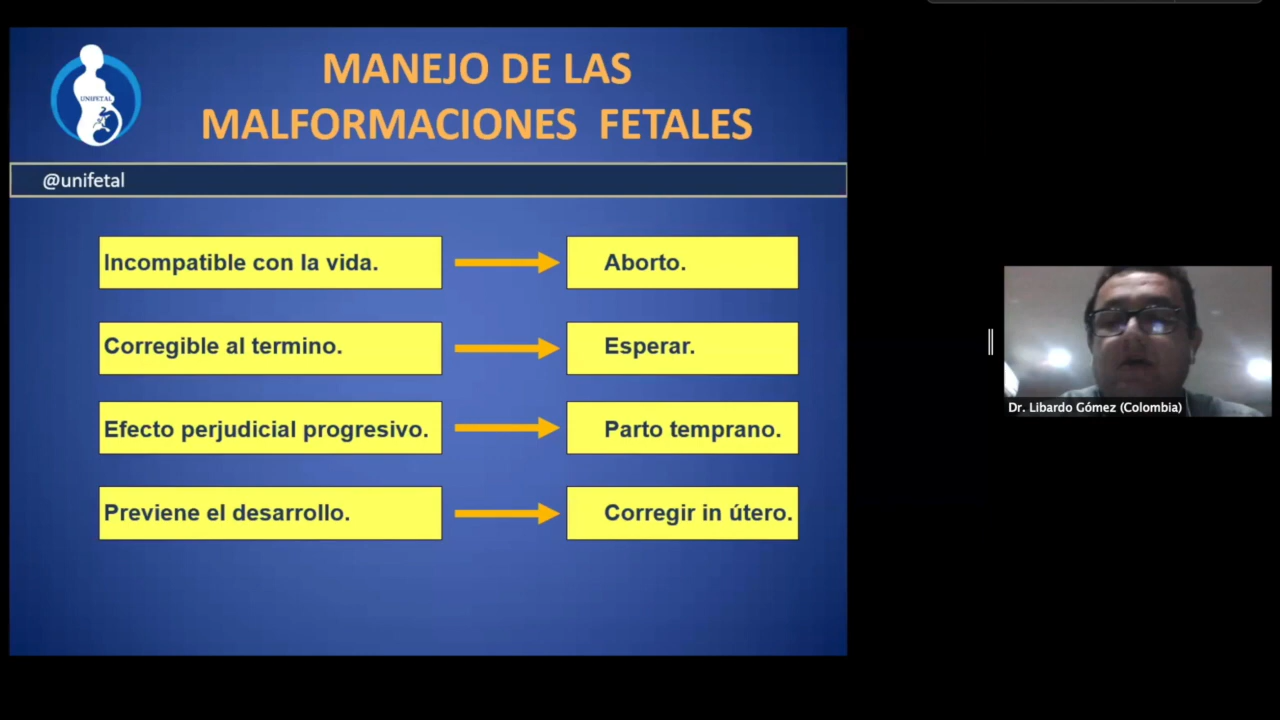 MANEJO DE LAS
MALFORMACIONES FETALES
UNIFETAL
@unifetal
Incompatible con la vida.
Aborto.
Corregible al termino.
Esperar.
Efecto perjudicial progresivo.
Parto temprano.
Previene el desarrollo.
Corregir in útero.
Dr. Libardo Gómez (Colombia)